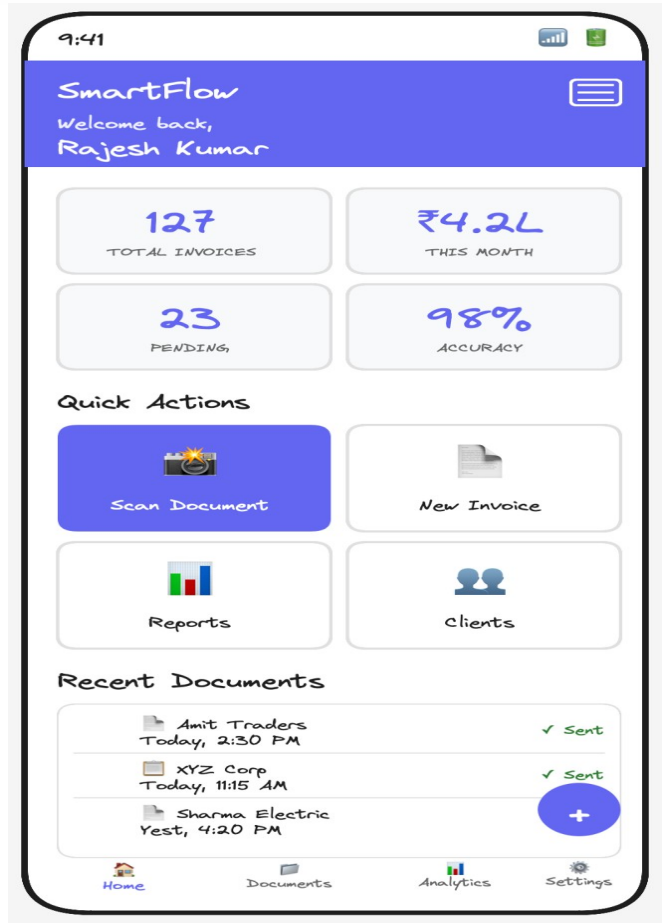 9:41
SmartFlow
Welcome back,
Rajesh Kumar
127
TOTAL INVOICES
₹4.2L
THIS MONTH
23
PENDING
98%
ACCURACY
Quick Actions
Scan Document
New Invoice
Reports
Clients
Recent Documents
Amit Traders
Today, 2:30 PM
✓ Sent
XYZ Corp
Today, 11:15 AM
✓ Sent
Sharma Electric
Yest, 4:20 PM
+
Home
Documents
Analytics
Settings